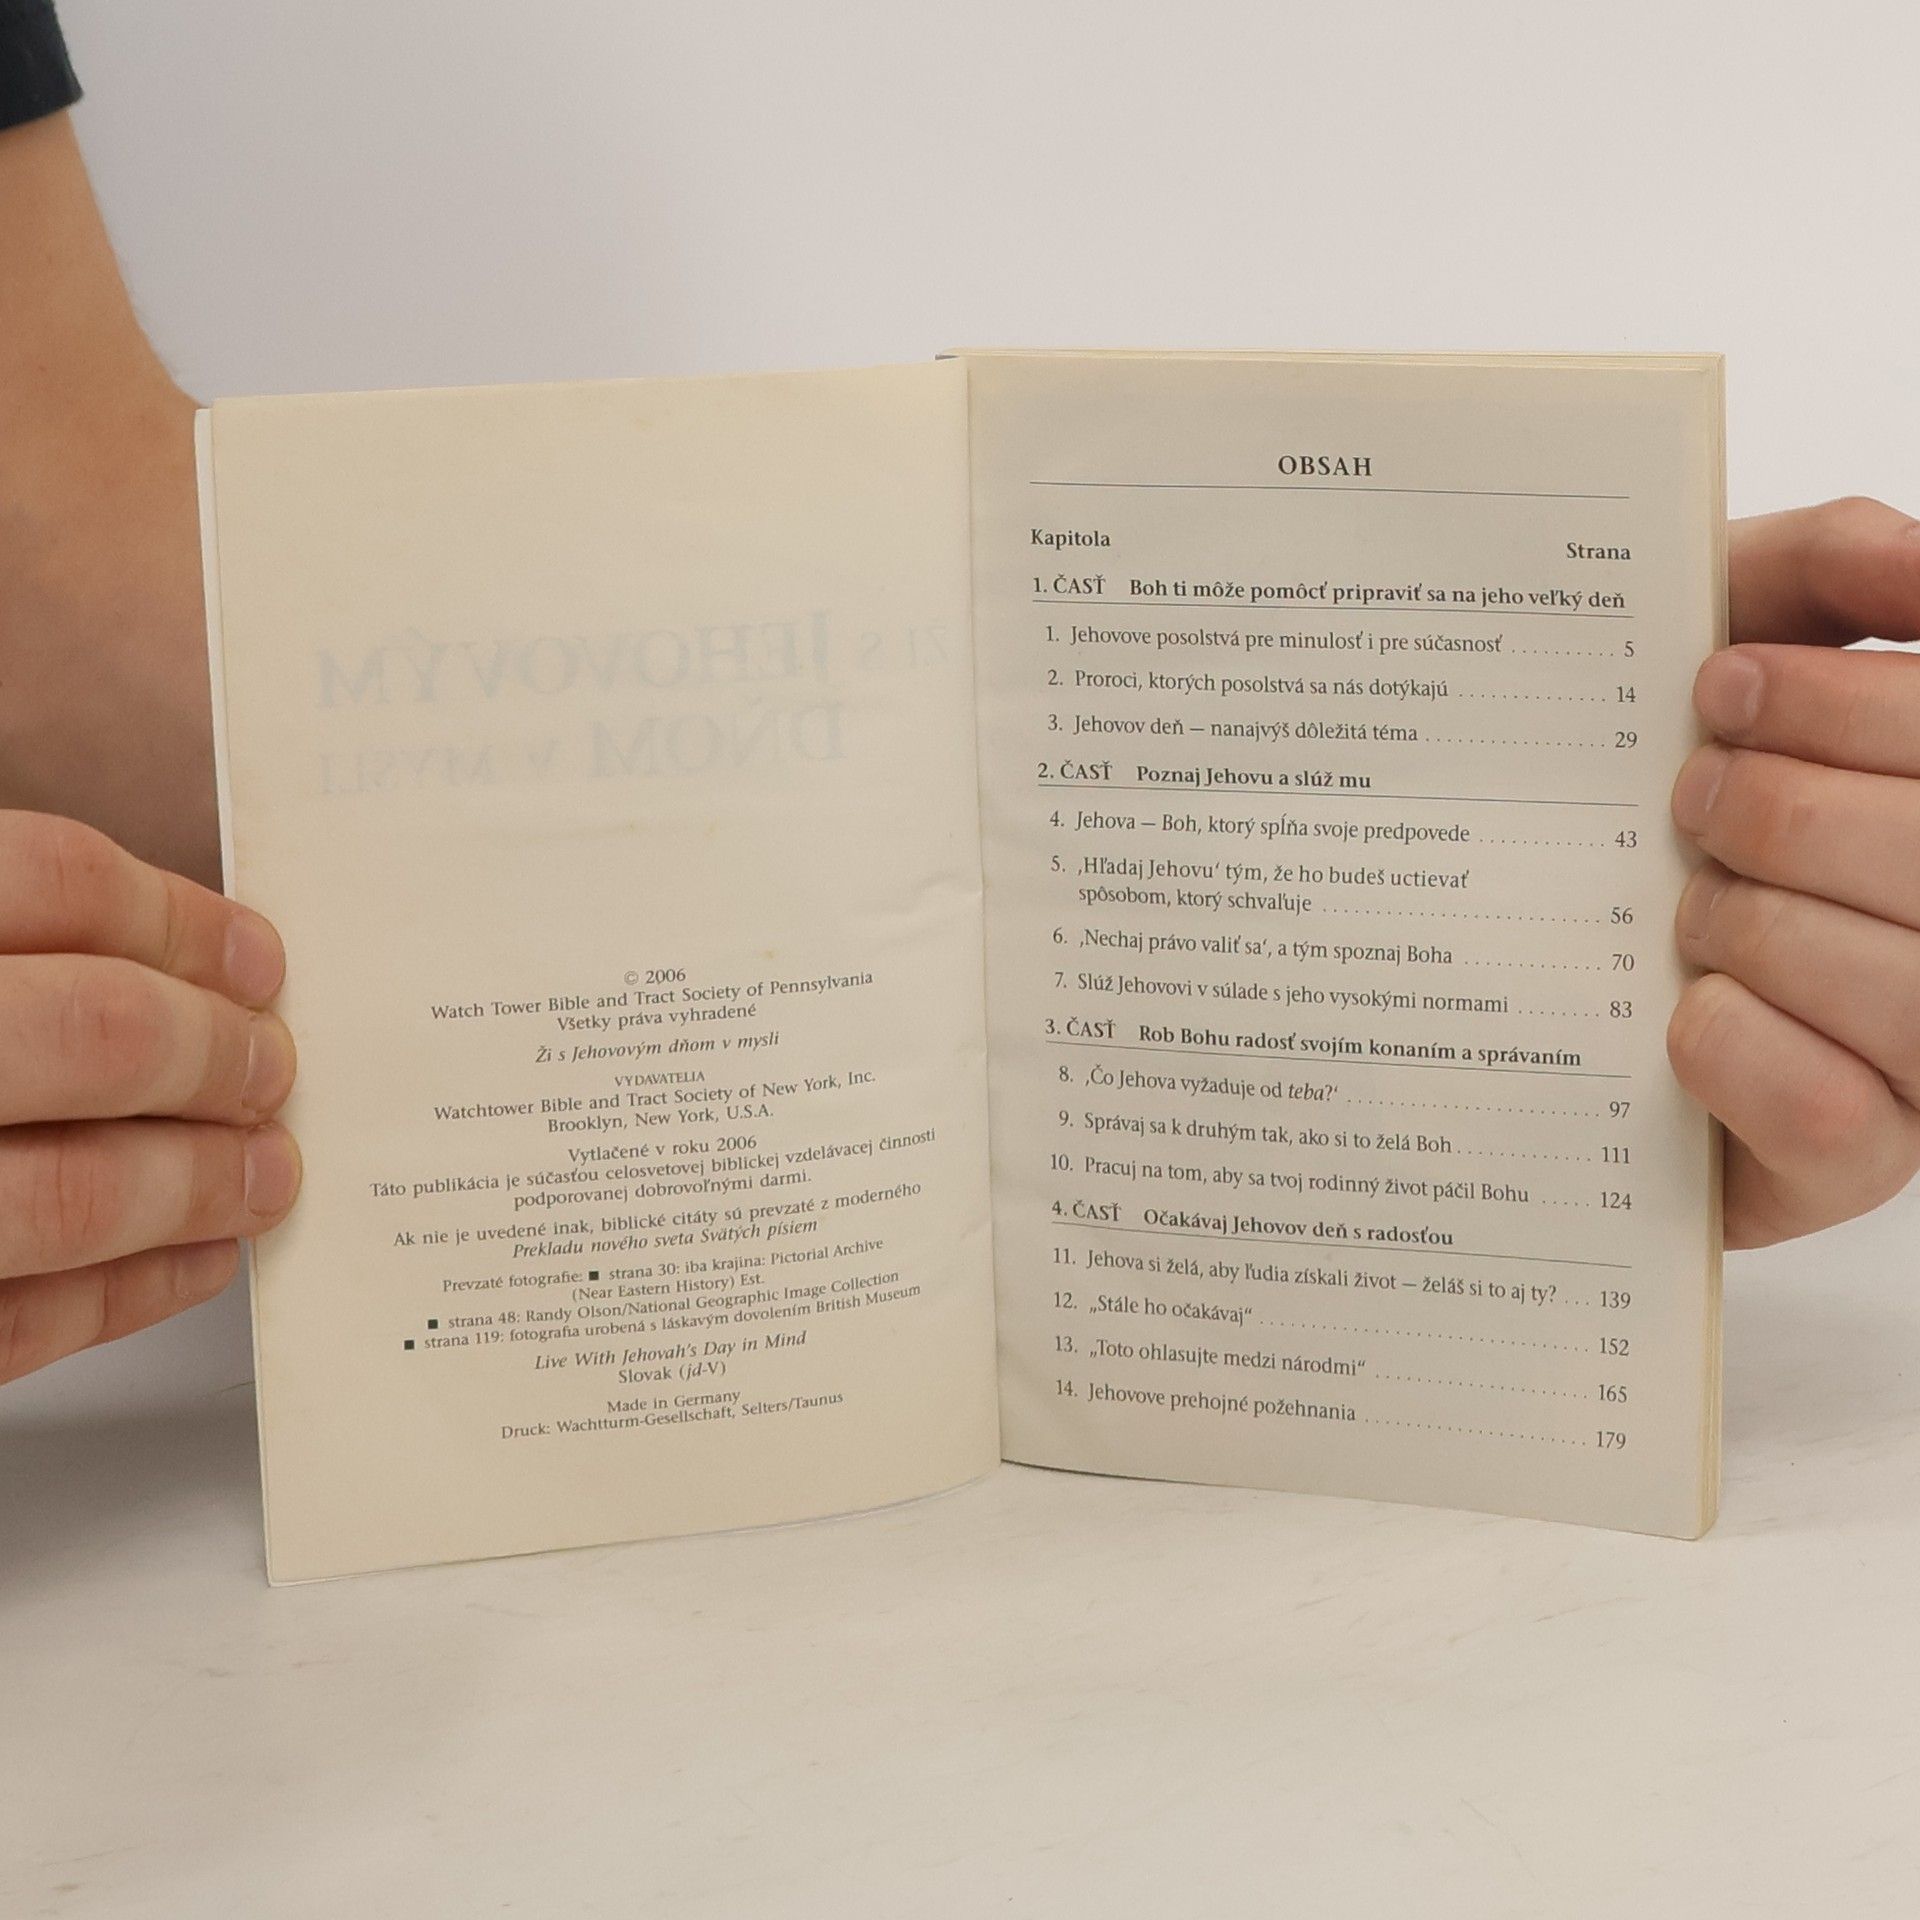 ŽI S JEHOVOVÝM
DŇOM V MYSLI
© 2006
Watch Tower Bible and Tract Society of Pennsylvania
Všetky práva vyhradené
Ži s Jehovovým dňom v mysli
VYDAVATELIA
Watchtower Bible and Tract Society of New York, Inc.
Brooklyn, New York, U.S.A.
Vytlačené v roku 2006
Táto publikácia je súčasťou celosvetovej biblickej vzdelávacej činnosti
podporovanej dobrovoľnými darmi.
Ak nie je uvedené inak, biblické citáty sú prevzaté z moderného
Prekladu nového sveta Svätých písiem
Prevzaté fotografie: ■ strana 30: iba krajina: Pictorial Archive
(Near Eastern History) Est.
■ strana 48: Randy Olson/National Geographic Image Collection
■ strana 119: fotografia urobená s láskavým dovolením British Museum
Live With Jehovah's Day in Mind
Slovak (jd-V)
Made in Germany
Druck: Wachtturm-Gesellschaft, Selters/Taunus
OBSAH
Kapitola Strana
1. ČASŤ Boh ti môže pomôcť pripraviť sa na jeho veľký deň
1. Jehovove posolstvá pre minulosť i pre súčasnosť .......... 5
2. Proroci, ktorých posolstvá sa nás dotýkajú .............. 14
3. Jehovov deň — nanajvýš dôležitá téma ................. 29
2. ČASŤ Poznaj Jehovu a slúž mu
4. Jehova — Boh, ktorý spĺňa svoje predpovede ............ 43
5. ‚Hľadaj Jehovu‘ tým, že ho budeš uctievať
spôsobom, ktorý schvaľuje .......................... 56
6. ‚Nechaj právo valiť sa‘, a tým spoznaj Boha ............. 70
7. Slúž Jehovovi v súlade s jeho vysokými normami ........ 83
3. ČASŤ Rob Bohu radosť svojím konaním a správaním
8. ‚Čo Jehova vyžaduje od teba?‘ ........................ 97
9. Správaj sa k druhým tak, ako si to želá Boh ............. 111
10. Pracuj na tom, aby sa tvoj rodinný život páčil Bohu ..... 124
4. ČASŤ Očakávaj Jehovov deň s radosťou
11. Jehova si želá, aby ľudia získali život — želáš si to aj ty? ... 139
12. „Stále ho očakávaj“ ................................ 152
13. „Toto ohlasujte medzi národmi“ ..................... 165
14. Jehovove prehojné požehnania ...................... 179